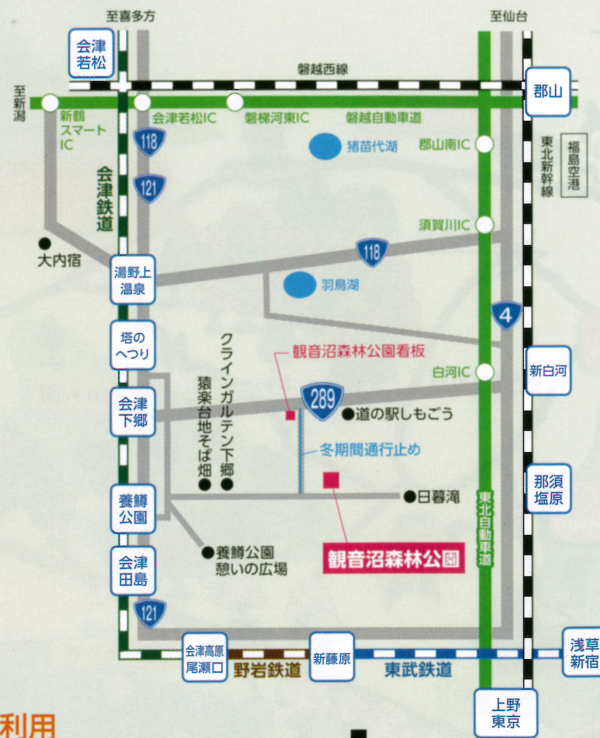 至喜多方
至仙台
会津
若松
磐越西線
郡山
至新潟
新鶴
スマート
IC
会津若松IC
磐梯河東IC
磐越自動車道
118
121
猪苗代湖
郡山南IC
東北新幹線
福島空港
会津鉄道
須賀川IC
大内宿
118
湯野上
温泉
羽鳥湖
4
塔の
へつり
クラインガルテン下郷
猿楽台地そば畑
観音沼森林公園看板
白河IC
新白河
会津
下郷
289
道の駅しもごう
冬期間通行止め
那須
塩原
養鱒
公園
日暮滝
東北自動車道
養鱒公園
憩いの広場
観音沼森林公園
会津
田島
121
会津高原
尾瀬口
野岩鉄道
新藤原
東武鉄道
浅草
新宿
上野
東京
利用